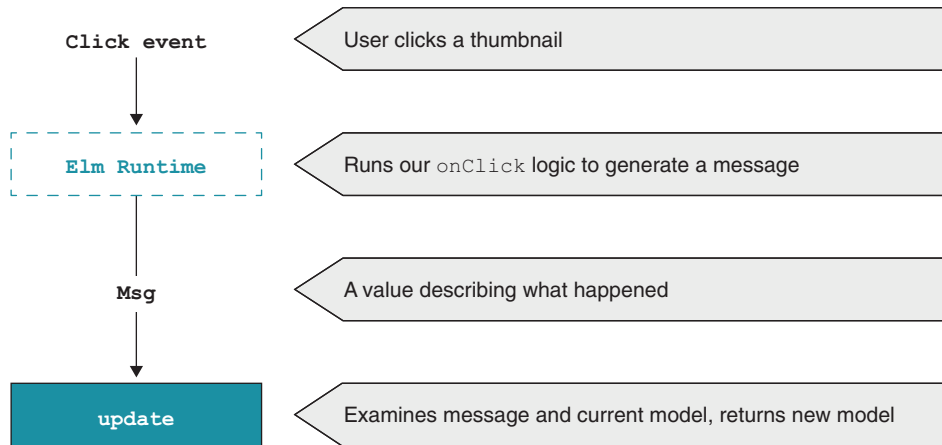 Click event
User clicks a thumbnail
Elm Runtime
Runs our onClick logic to generate a message
Msg
A value describing what happened
update
Examines message and current model, returns new model